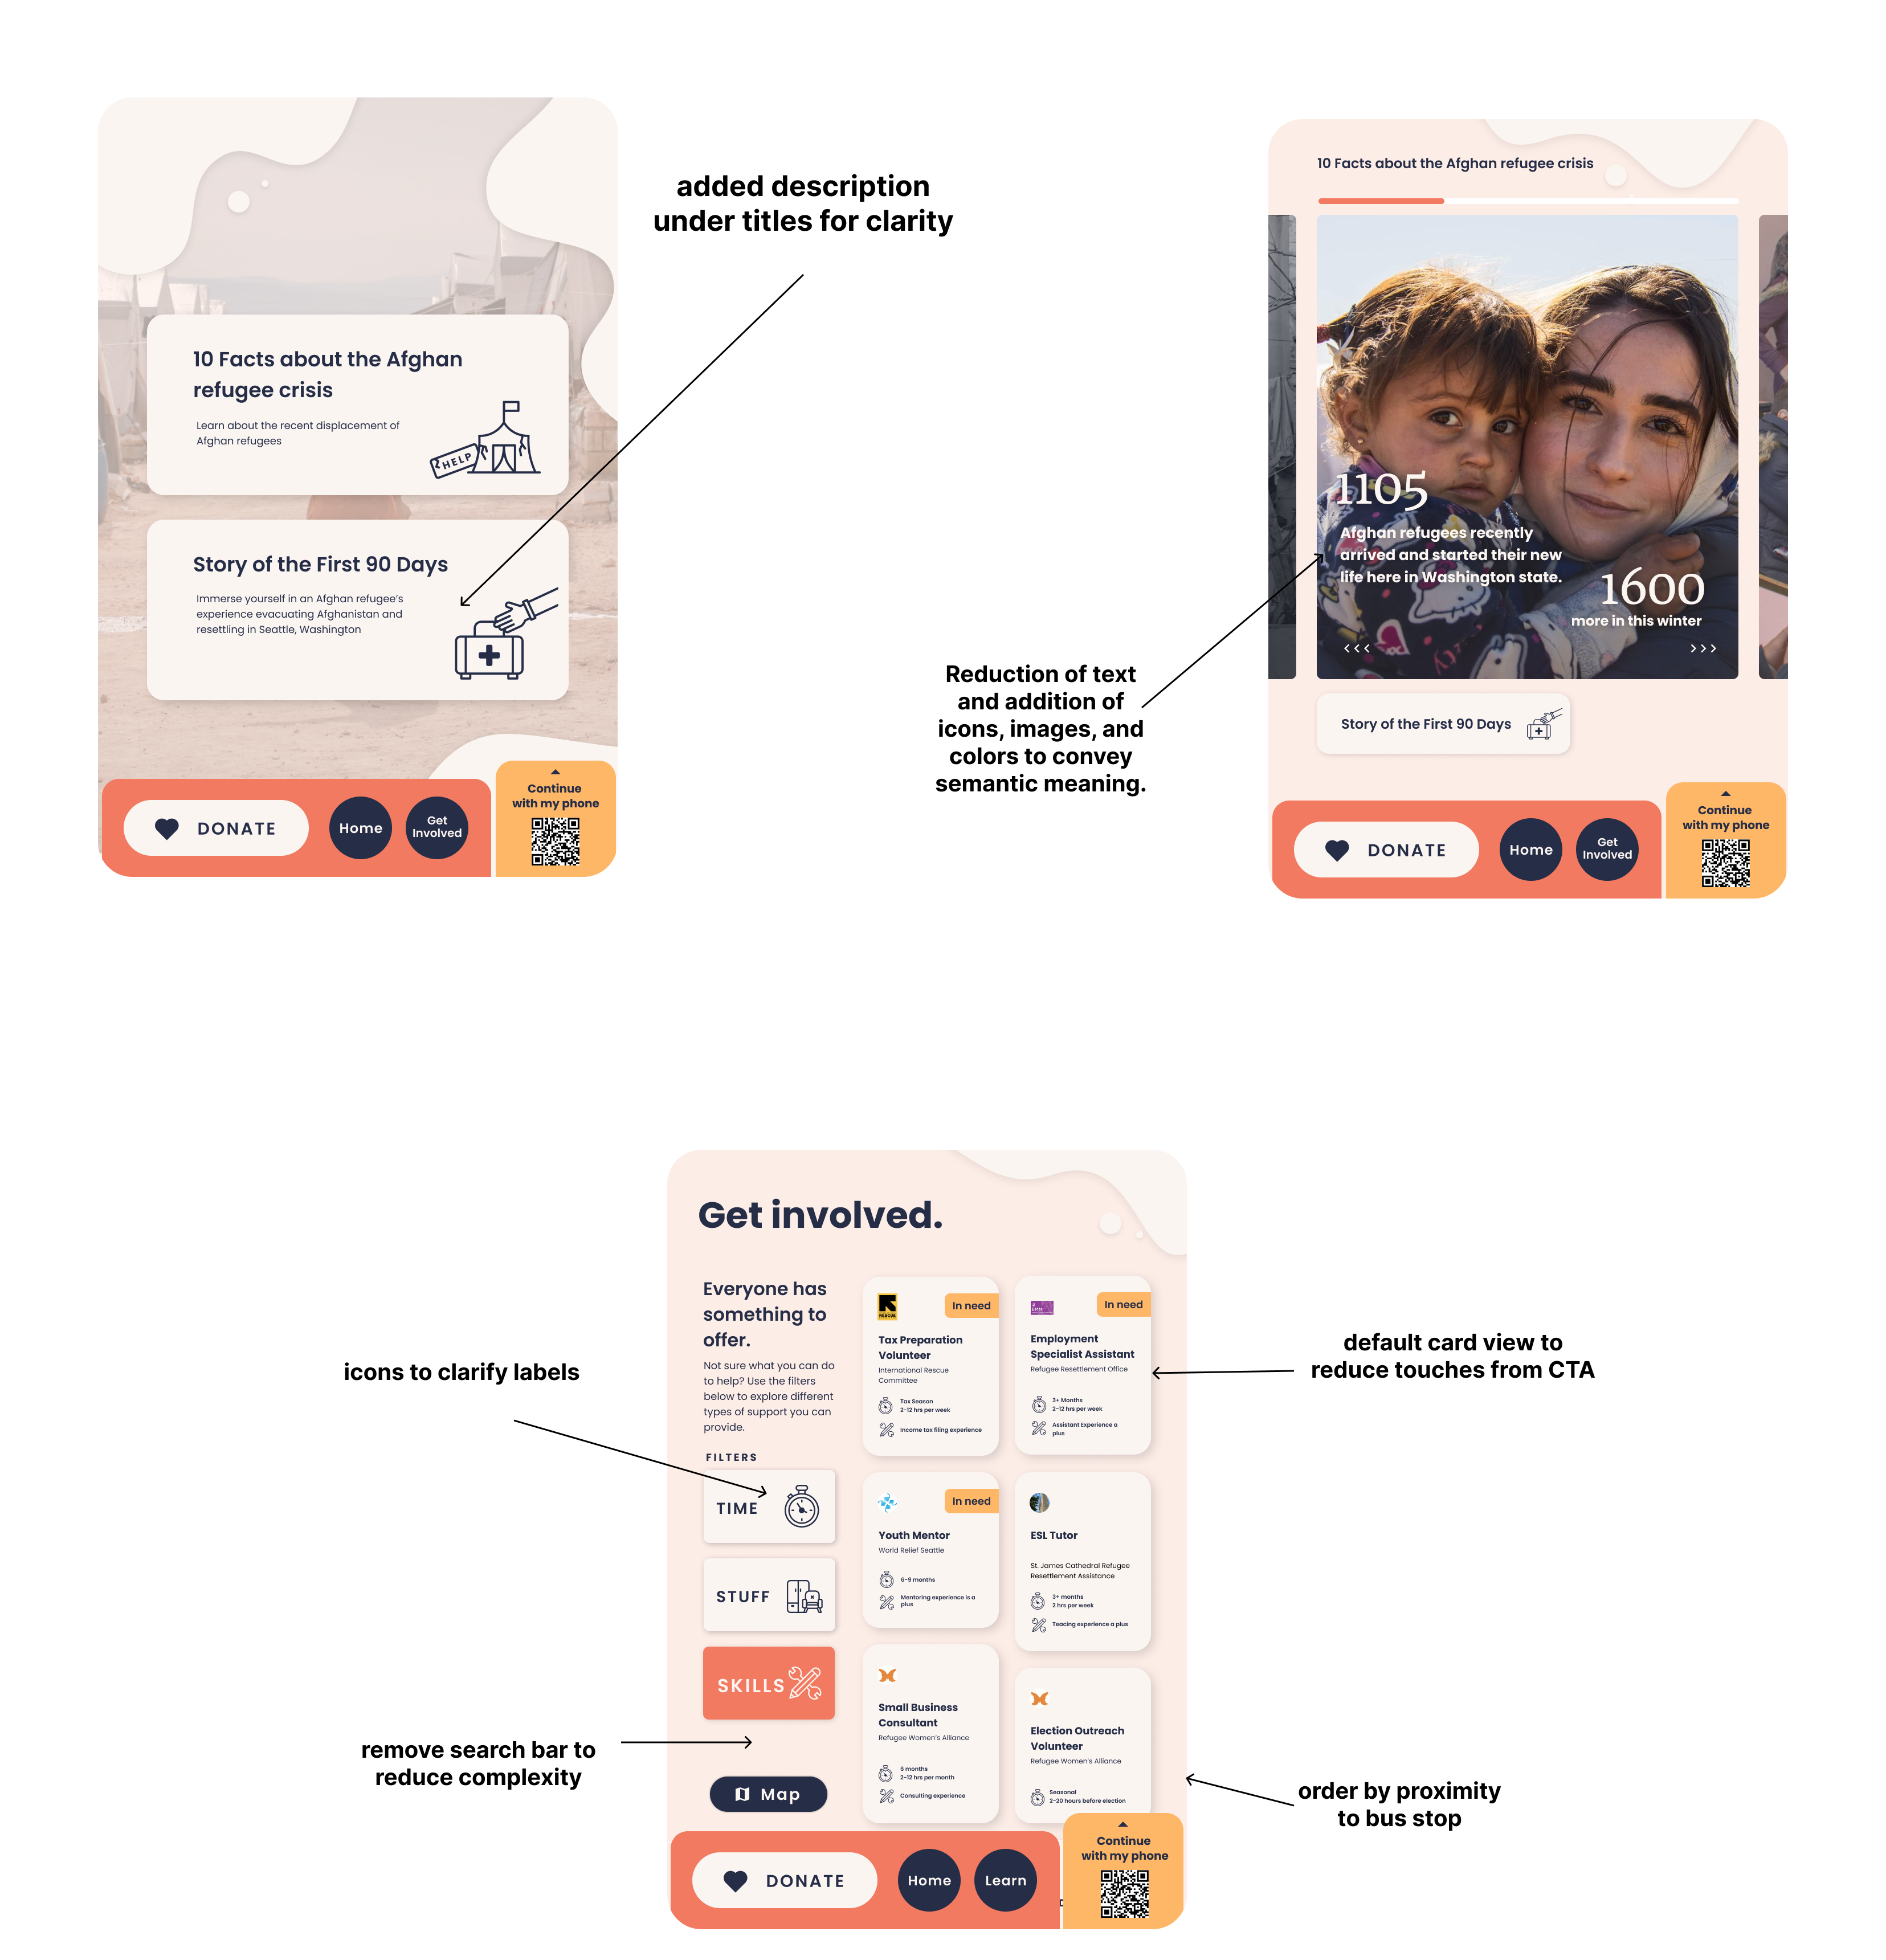 added description
under titles for clarity
10 Facts about the Afghan
refugee crisis
Learn about the recent displacement of
Afghan refugees
HELP
Story of the First 90 Days
Immerse yourself in an Afghan refugee's
experience evacuating Afghanistan and
resettling in Seattle, Washington
DONATE
Home
Get
Involved
Continue
with my phone
10 Facts about the Afghan refugee crisis
1105
Afghan refugees recently
arrived and started their new
life here in Washington state.
1600
more in this winter
<<<
>>>
Story of the First 90 Days
Reduction of text
and addition of
icons, images, and
colors to convey
semantic meaning.
DONATE
Home
Get
Involved
Continue
with my phone
Get involved.
Everyone has
something to
offer.
Not sure what you can do
to help? Use the filters
below to explore different
types of support you can
provide.
FILTERS
TIME
STUFF
SKILLS
Map
RESCUE
In need
Tax Preparation
Volunteer
International Rescue
Committee
Tax Season
2-12 hrs per week
Income tax filing experience
In need
Employment
Specialist Assistant
Refugee Resettlement Office
3+ Months
2-12 hrs per week
Assistant Experience a
plus
In need
Youth Mentor
World Relief Seattle
6-9 months
Mentoring experience is a
plus
ESL Tutor
St. James Cathedral Refugee
Resettlement Assistance
3+ months
2 hrs per week
Teacing experience a plus
Small Business
Consultant
Refugee Women's Alliance
6 months
2-12 hrs per month
Consulting experience
Election Outreach
Volunteer
Refugee Women's Alliance
Seasonal
2-20 hours before election
DONATE
Home
Learn
Continue
with my phone
icons to clarify labels
remove search bar to
reduce complexity
default card view to
reduce touches from CTA
order by proximity
to bus stop